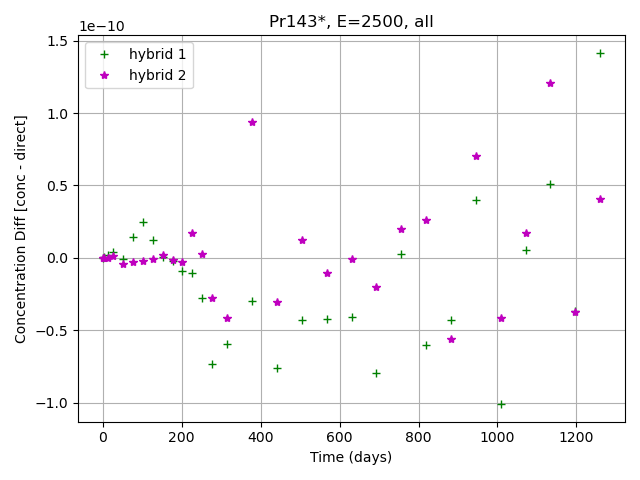 Pr143*, E=2500, all
1e−10
hybrid 1
hybrid 2
1.5
1.0
0.5
0.0
−0.5
−1.0
Concentration Diff [conc - direct]
0 200 400 600 800 1000 1200
Time (days)